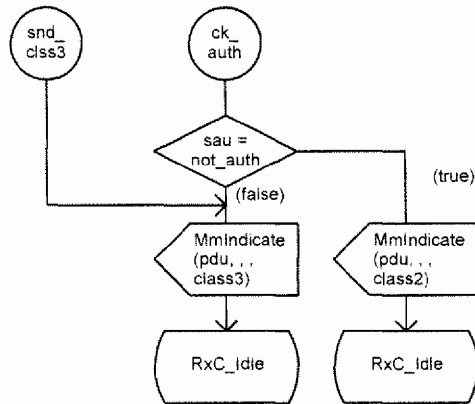 snd_
clss3
ck_
auth
sau =
not_auth
(false)
(true)
MmIndicate
(pdu, , ,
class3)
MmIndicate
(pdu, , ,
class2)
RxC_Idle
RxC_Idle